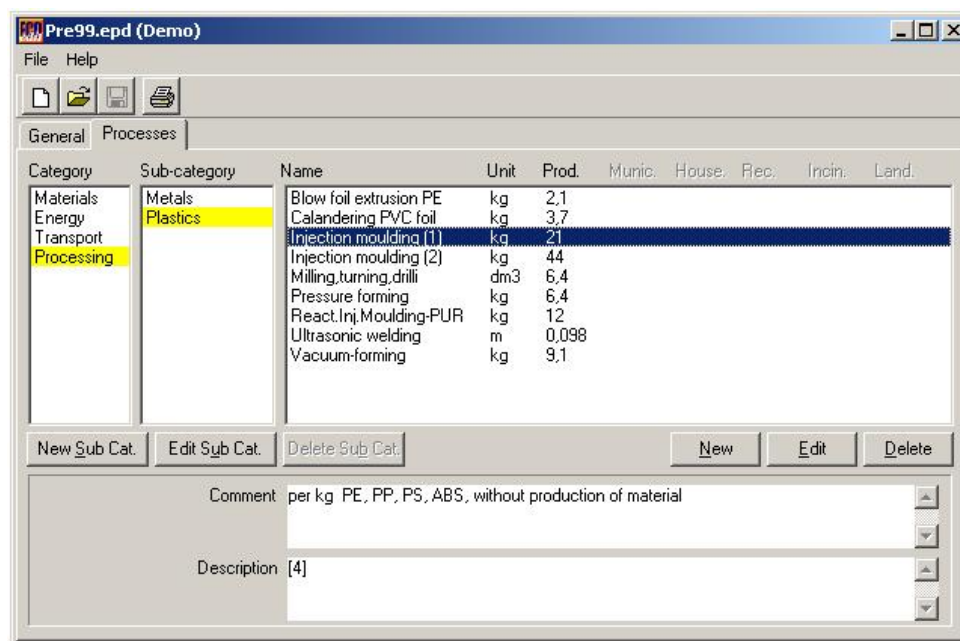 Pre99.epd (Demo)
File Help
General Processes
Category Sub-category Name Unit Prod. Munic. House. Rec. Incin. Land.
Materials Metals Blow foil extrusion PE kg 2,1
Energy Plastics Calandering PVC foil kg 3,7
Transport Injection moulding (1) kg 21
Processing Injection moulding (2) kg 44
Milling,turning,drilli dm3 6,4
Pressure forming kg 6,4
React.Inj.Moulding-PUR kg 12
Ultrasonic welding m 0,098
Vacuum-forming kg 9,1
New Sub Cat. Edit Sub Cat. Delete Sub Cat. New Edit Delete
Comment per kg PE, PP, PS, ABS, without production of material
Description [4]